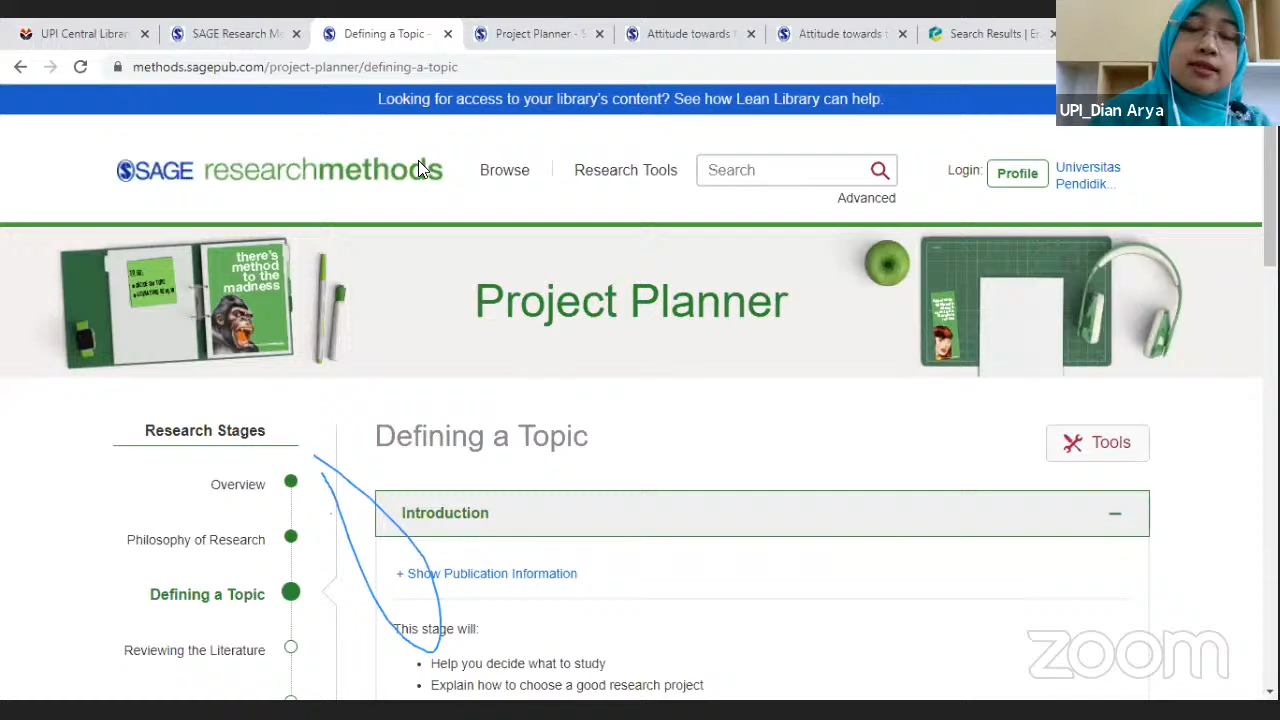 UPI Central Librar
SAGE Research Me
Defining a Topic -
Project Planner - S
Attitude towards t
Attitude towards t
Search Results | Er
methods.sagepub.com/project-planner/defining-a-topic
UPI_Dian Arya
Looking for access to your library's content? See how Lean Library can help.
SAGE researchmethods
Browse
Research Tools
Search
Advanced
Login:
Profile
Universitas
Pendidik...
there's
method
to the
madness
Project Planner
Research Stages
Overview
Philosophy of Research
Defining a Topic
Reviewing the Literature
Defining a Topic
Tools
Introduction
+ Show Publication Information
This stage will:
• Help you decide what to study
• Explain how to choose a good research project
zoom